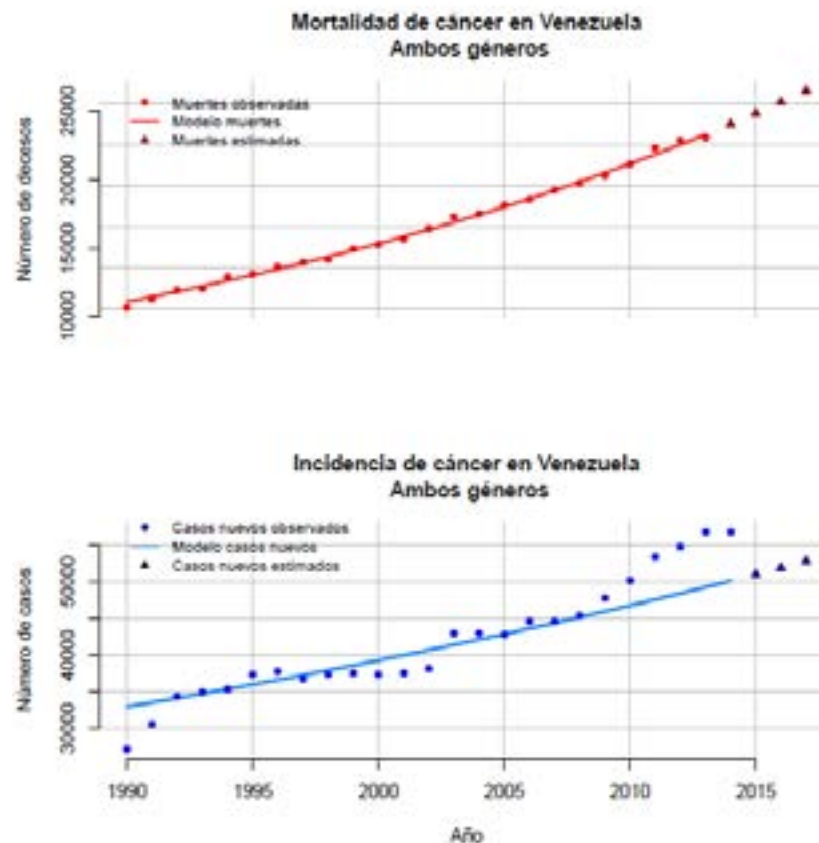 Mortalidad de cáncer en Venezuela
Ambos géneros
Muertes observadas
Modelo muertes
Muertes estimadas
Número de decesos
25000
20000
15000
10000
Incidencia de cáncer en Venezuela
Ambos géneros
Casos nuevos observados
Modelo casos nuevos
Casos nuevos estimados
Número de casos
50000
40000
30000
1990 1995 2000 2005 2010 2015
Año